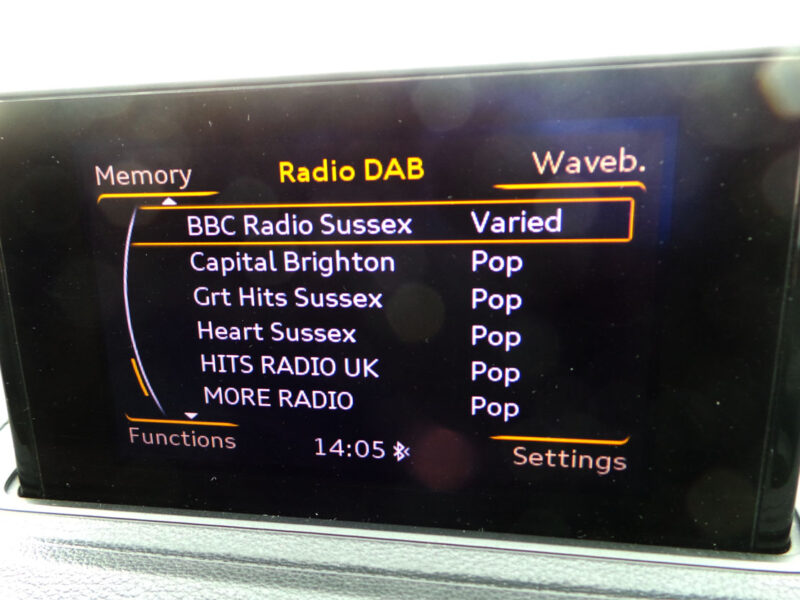 Memory Radio DAB Waveb.
BBC Radio Sussex Varied
Capital Brighton Pop
Grt Hits Sussex Pop
Heart Sussex Pop
HITS RADIO UK Pop
MORE RADIO Pop
Functions 14:05 Settings